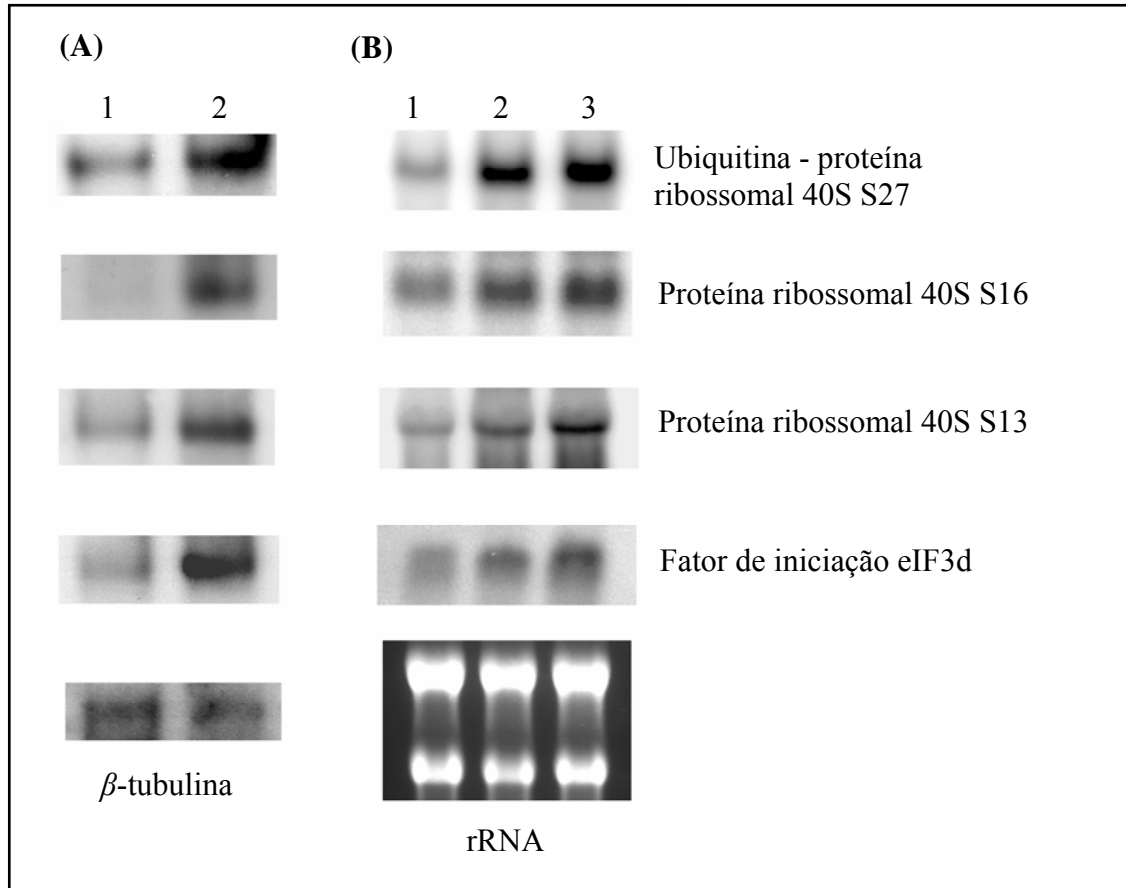 (A)
(B)
1 2
1 2 3
Ubiquitina - proteína
ribossomal 40S S27
Proteína ribossomal 40S S16
Proteína ribossomal 40S S13
Fator de iniciação eIF3d
β-tubulina
rRNA